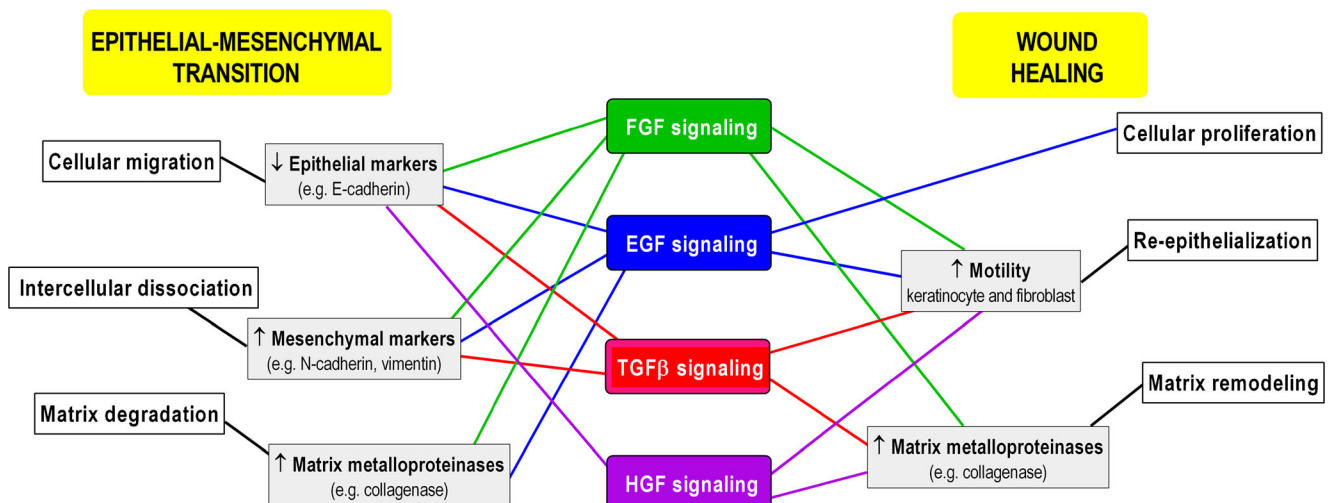 EPITHELIAL-MESENCHYMAL
TRANSITION
WOUND
HEALING
FGF signaling
Cellular proliferation
Cellular migration
↓ Epithelial markers
(e.g. E-cadherin)
EGF signaling
Re-epithelialization
↑ Motility
keratinocyte and fibroblast
Intercellular dissociation
↑ Mesenchymal markers
(e.g. N-cadherin, vimentin)
TGFβ signaling
Matrix remodeling
Matrix degradation
↑ Matrix metalloproteinases
(e.g. collagenase)
↑ Matrix metalloproteinases
(e.g. collagenase)
HGF signaling